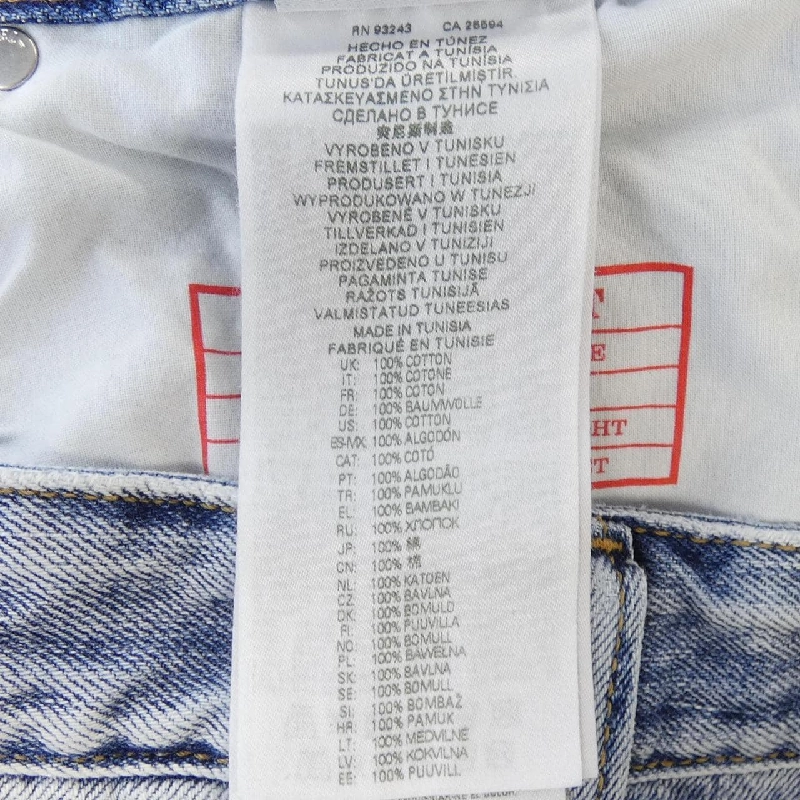 RN 93243 CA 26594
HECHO EN TÚNEZ
FABRICAT A TUNÍSIA
PRODUZIDO NA TUNÍSIA
TUNUS'DA ÜRETİLMİŞTİR.
ΚΑΤΑΣΚΕΥΑΣΜΕΝΟ ΣΤΗΝ ΤΥΝΙΣΙΑ
СДЕЛАНО В ТУНИСЕ
突尼斯制造
VYROBENO V TUNISKU
FREMSTILLET I TUNESIEN
PRODUSERT I TUNISIA
WYPRODUKOWANO W TUNEZJI
VYROBENÉ V TUNISKU
TILLVERKAD I TUNISIEN
IZDELANO V TUNIZIJI
PROIZVEDENO U TUNISU
PAGAMINTA TUNISE
RAŽOTS TUNISIJĀ
VALMISTATUD TUNEESIAS
MADE IN TUNISIA
FABRIQUÉ EN TUNISIE
UK: 100% COTTON
IT: 100% COTONE
FR: 100% COTON
DE: 100% BAUMWOLLE
US: 100% COTTON
ES-MX: 100% ALGODÓN
CAT: 100% COTÓ
PT: 100% ALGODÃO
TR: 100% PAMUKLU
EL: 100% ΒΑΜΒΑΚΙ
RU: 100% ХЛОПОК
JP: 100% 綿
CN: 100% 棉
NL: 100% KATOEN
CZ: 100% BAVLNA
DK: 100% BOMULD
FI: 100% PUUVILLA
NO: 100% BOMULL
PL: 100% BAWEŁNA
SK: 100% BAVLNA
SE: 100% BOMULL
SI: 100% BOMBAŽ
HR: 100% PAMUK
LT: 100% MEDVILNĖ
LV: 100% KOKVILNA
EE: 100% PUUVILL
T
E
HT
T